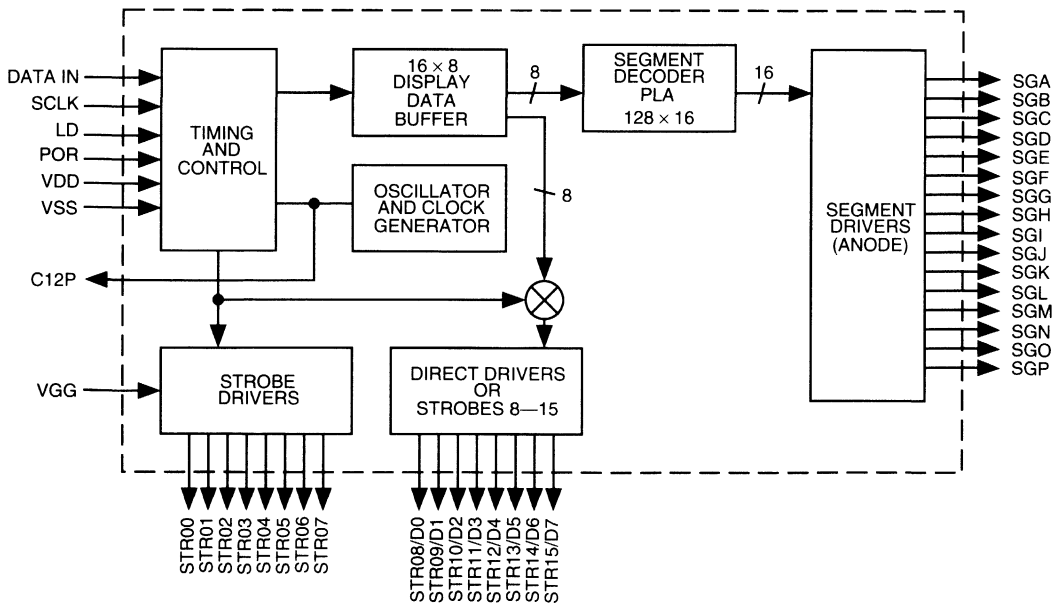 DATA IN
SCLK
LD
POR
VDD
VSS
C12P
VGG
TIMING
AND
CONTROL
16 × 8
DISPLAY
DATA
BUFFER
8
SEGMENT
DECODER
PLA
128 × 16
16
OSCILLATOR
AND CLOCK
GENERATOR
8
SEGMENT
DRIVERS
(ANODE)
SGA
SGB
SGC
SGD
SGE
SGF
SGG
SGH
SGI
SGJ
SGK
SGL
SGM
SGN
SGO
SGP
STROBE
DRIVERS
DIRECT DRIVERS
OR
STROBES 8—15
STR00
STR01
STR02
STR03
STR04
STR05
STR06
STR07
STR08/D0
STR09/D1
STR10/D2
STR11/D3
STR12/D4
STR13/D5
STR14/D6
STR15/D7